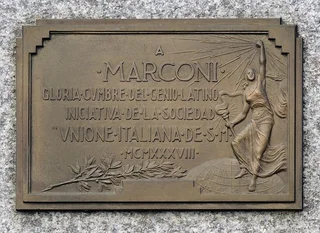 A
·MARCONI·
GLORIA·CVMBRE·DEL·GENIO·LATINO
INICIATIVA·DE·LA·SOCIEDAD
"VNIONE·ITALIANA·DE·S·M·
·MCMXXXVIII·